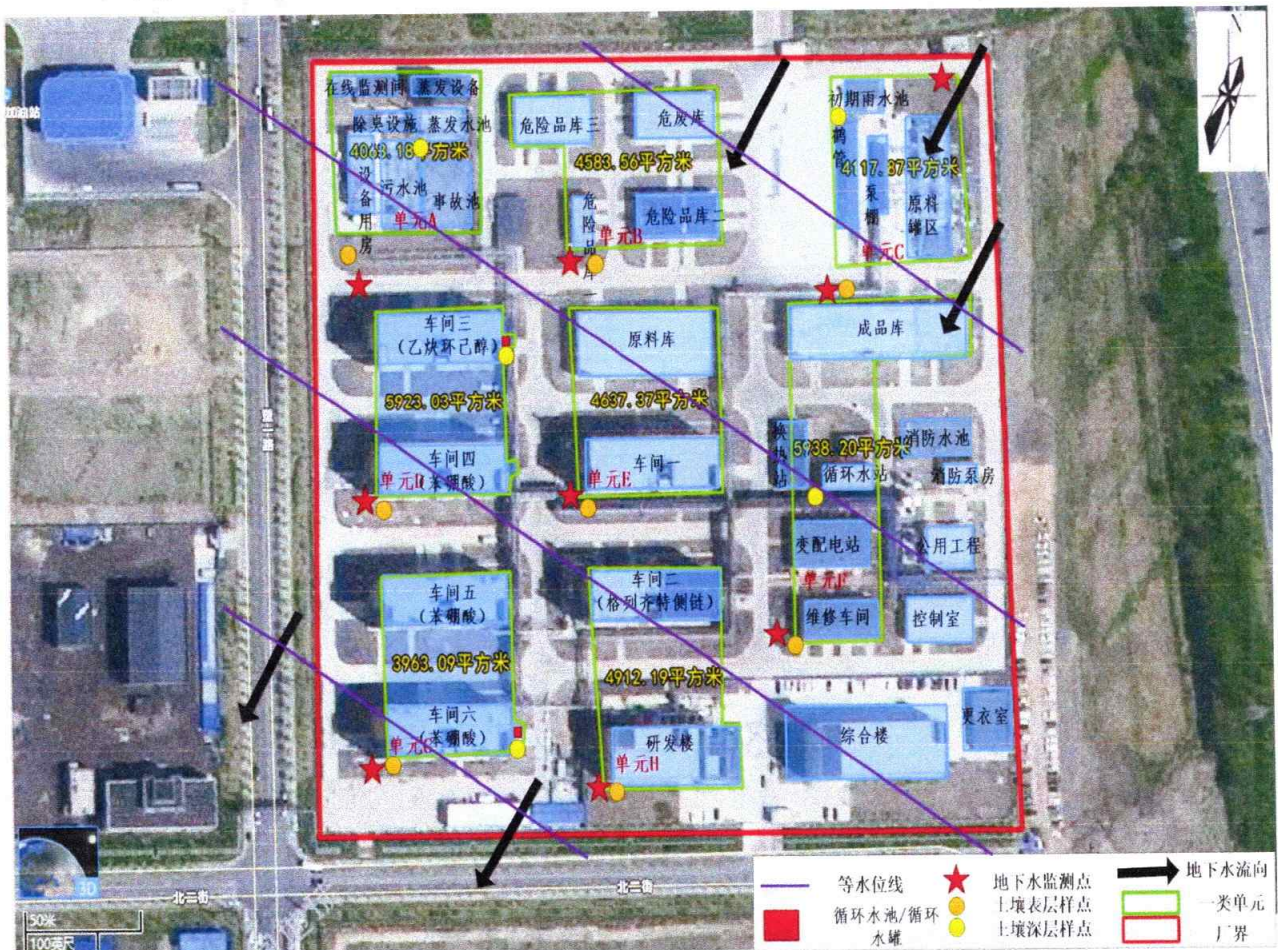 在线监测间 蒸发设备
除臭设施 蒸发水池
4063.18平方米
设备用房
污水池
事故池
单元A
危险品库三
危废库
4583.56平方米
危险品库一
危险品库二
单元B
初期雨水池
鹤管
4117.87平方米
泵棚
原料罐区
单元C
车间三
(乙炔环己醇)
5923.03平方米
车间四
(苯硼酸)
单元D
原料库
4637.37平方米
车间一
单元E
成品库
换热站
5938.20平方米
消防水池
循环水站
消防泵房
变配电站
公用工程
单元F
维修车间
控制室
车间五
(苯硼酸)
3963.09平方米
车间六
(苯硼酸)
车间二
(格列齐特侧链)
4912.19平方米
研发楼
单元H
综合楼
更衣室
北二街
北二街
3D
50米
100英尺
等水位线
地下水监测点
地下水流向
循环水池/循环水罐
土壤表层样点
一类单元
土壤深层样点
厂界